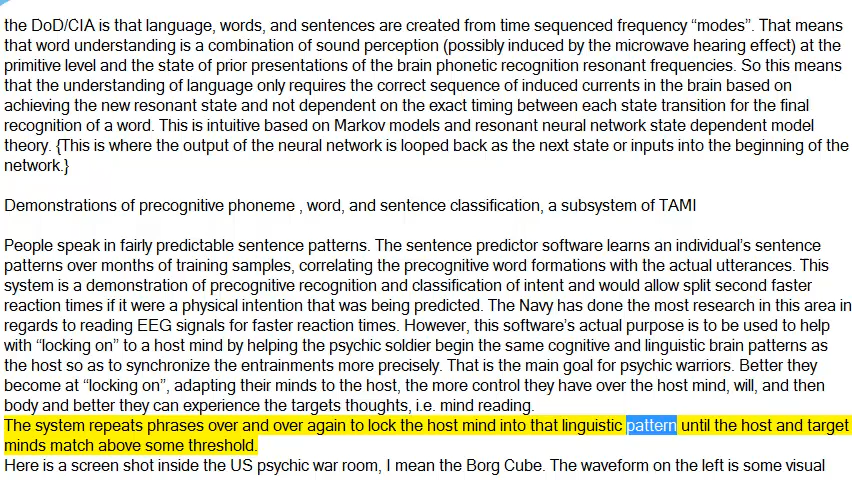 the DoD/CIA is that language, words, and sentences are created from time sequenced frequency “modes”. That means
that word understanding is a combination of sound perception (possibly induced by the microwave hearing effect) at the
primitive level and the state of prior presentations of the brain phonetic recognition resonant frequencies. So this means
that the understanding of language only requires the correct sequence of induced currents in the brain based on
achieving the new resonant state and not dependent on the exact timing between each state transition for the final
recognition of a word. This is intuitive based on Markov models and resonant neural network state dependent model
theory. {This is where the output of the neural network is looped back as the next state or inputs into the beginning of the
network.}
Demonstrations of precognitive phoneme , word, and sentence classification, a subsystem of TAMI
People speak in fairly predictable sentence patterns. The sentence predictor software learns an individual’s sentence
patterns over months of training samples, correlating the precognitive word formations with the actual utterances. This
system is a demonstration of precognitive recognition and classification of intent and would allow split second faster
reaction times if it were a physical intention that was being predicted. The Navy has done the most research in this area in
regards to reading EEG signals for faster reaction times. However, this software’s actual purpose is to be used to help
with “locking on” to a host mind by helping the psychic soldier begin the same cognitive and linguistic brain patterns as
the host so as to synchronize the entrainments more precisely. That is the main goal for psychic warriors. Better they
become at “locking on”, adapting their minds to the host, the more control they have over the host mind, will, and then
body and better they can experience the targets thoughts, i.e. mind reading.
The system repeats phrases over and over again to lock the host mind into that linguistic pattern until the host and target
minds match above some threshold.
Here is a screen shot inside the US psychic war room, I mean the Borg Cube. The waveform on the left is some visual